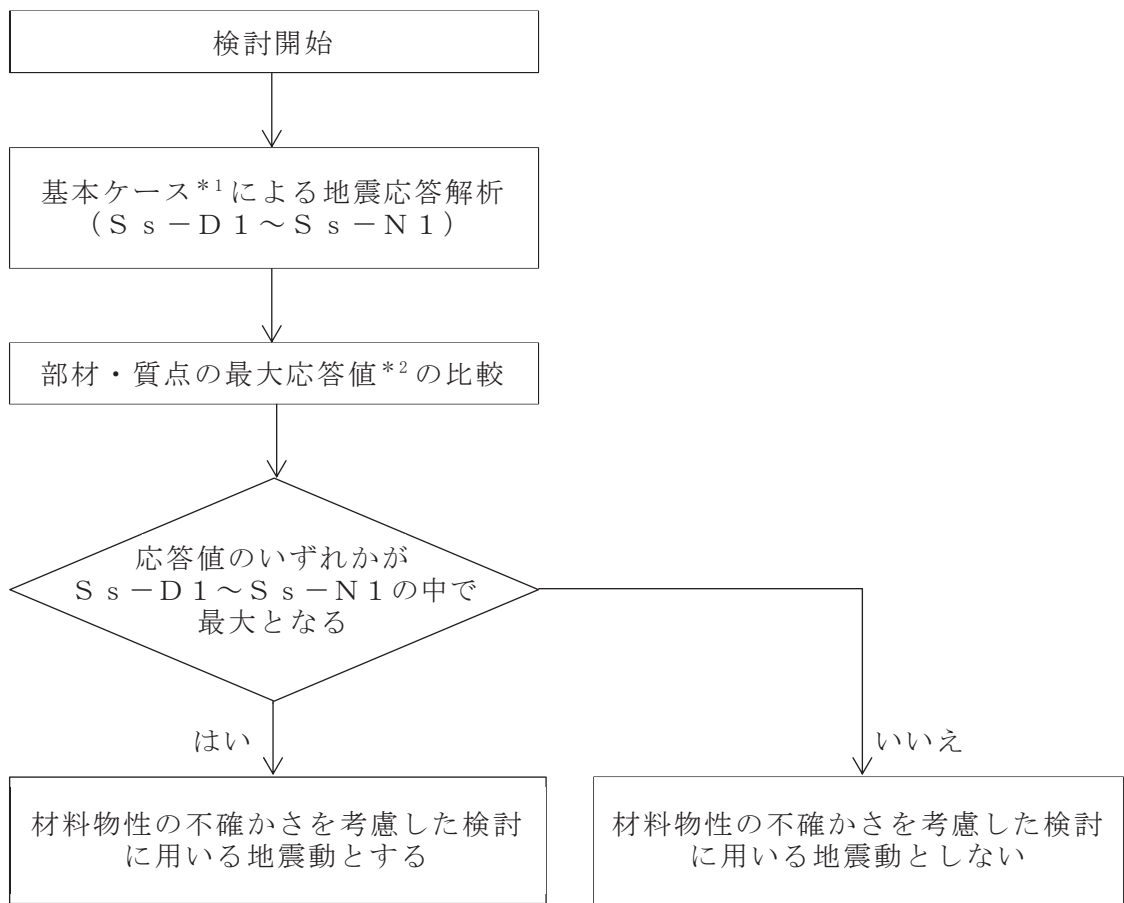 検討開始
基本ケース*1による地震応答解析
(Ss-D1~Ss-N1)
部材・質点の最大応答値*2の比較
応答値のいずれかが
Ss-D1~Ss-N1の中で
最大となる
はい
いいえ
材料物性の不確かさを考慮した検討
に用いる地震動とする
材料物性の不確かさを考慮した検討
に用いる地震動としない